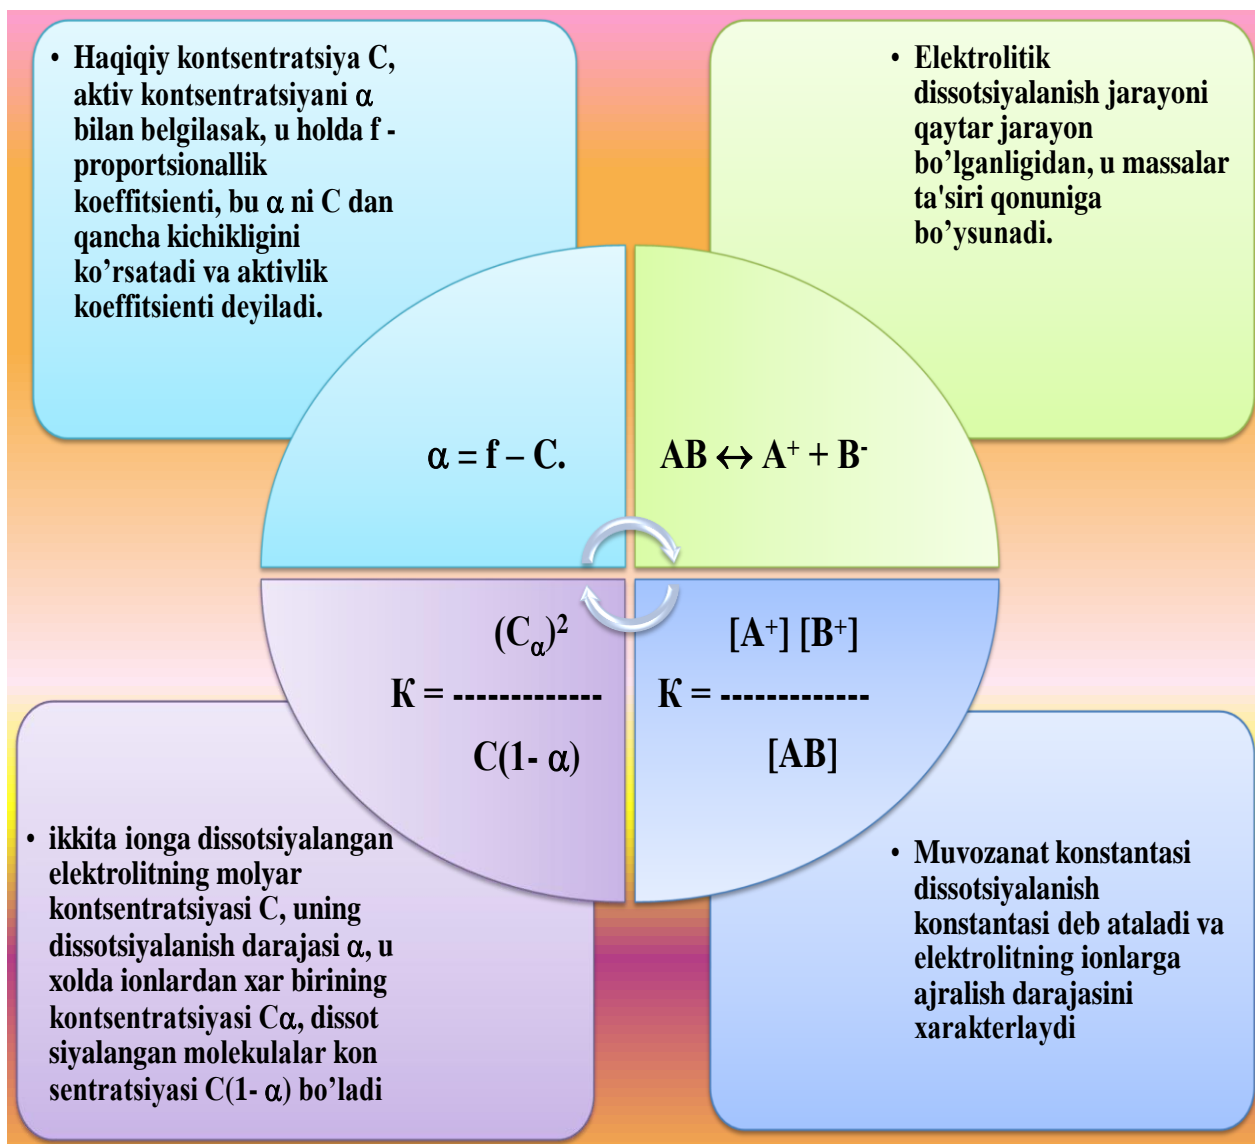 • Haqiqiy kontsentratsiya C,
aktiv kontsentratsiyani α
bilan belgilasak, u holda f -
proportsionallik
koeffitsienti, bu α ni C dan
qancha kichikligini
ko’rsatadi va aktivlik
koeffitsienti deyiladi.
α = f – C.
• Elektrolitik
dissotsiyalanish jarayoni
qaytar jarayon
bo’lganligidan, u massalar
ta'siri qonuniga
bo’ysunadi.
AB ↔ A⁺ + B⁻
(Cα)²
K = -------------
C(1- α)
[A⁺] [B⁺]
K = -------------
[AB]
• ikkita ionga dissotsiyalangan
elektrolitning molyar
kontsentratsiyasi C, uning
dissotsiyalanish darajasi α, u
xolda ionlardan xar birining
kontsentratsiyasi Cα, dissot
siyalangan molekulalar kon
sentratsiyasi C(1- α) bo’ladi
• Muvozanat konstantasi
dissotsiyalanish
konstantasi deb ataladi va
elektrolitning ionlarga
ajralish darajasini
xarakterlaydi